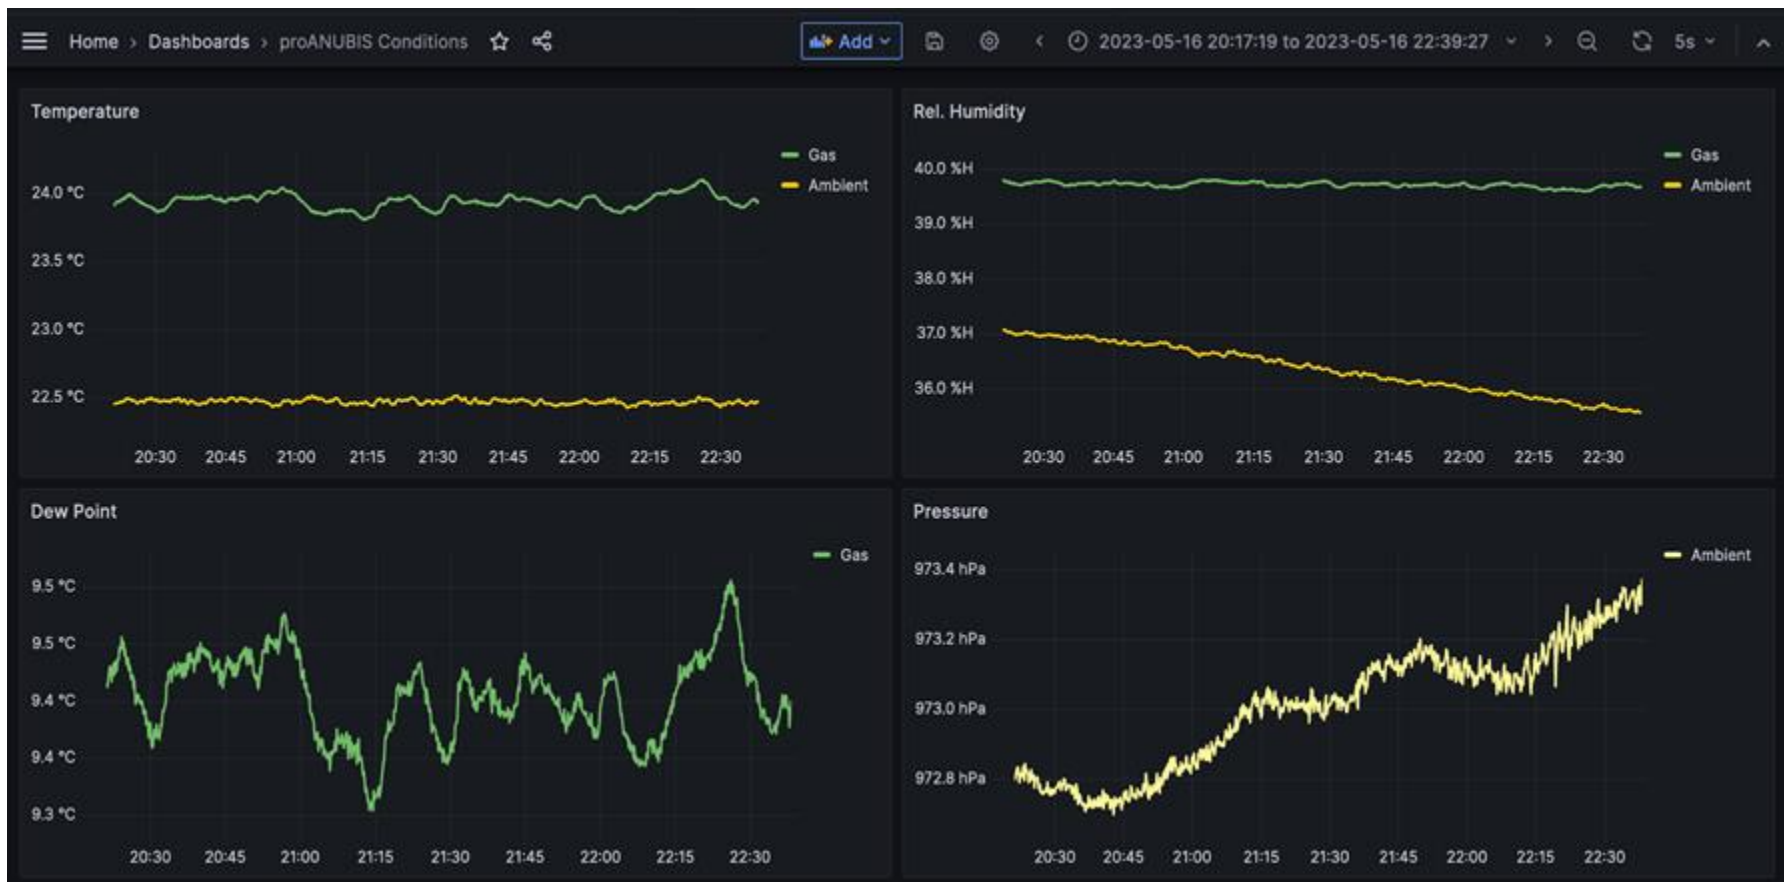 Home › Dashboards › proANUBIS Conditions
Add
2023-05-16 20:17:19 to 2023-05-16 22:39:27
5s
Temperature
Gas
Ambient
24.0 °C
23.5 °C
23.0 °C
22.5 °C
20:30 20:45 21:00 21:15 21:30 21:45 22:00 22:15 22:30
Rel. Humidity
Gas
Ambient
40.0 %H
39.0 %H
38.0 %H
37.0 %H
36.0 %H
20:30 20:45 21:00 21:15 21:30 21:45 22:00 22:15 22:30
Dew Point
Gas
9.5 °C
9.5 °C
9.4 °C
9.4 °C
9.3 °C
20:30 20:45 21:00 21:15 21:30 21:45 22:00 22:15 22:30
Pressure
Ambient
973.4 hPa
973.2 hPa
973.0 hPa
972.8 hPa
20:30 20:45 21:00 21:15 21:30 21:45 22:00 22:15 22:30